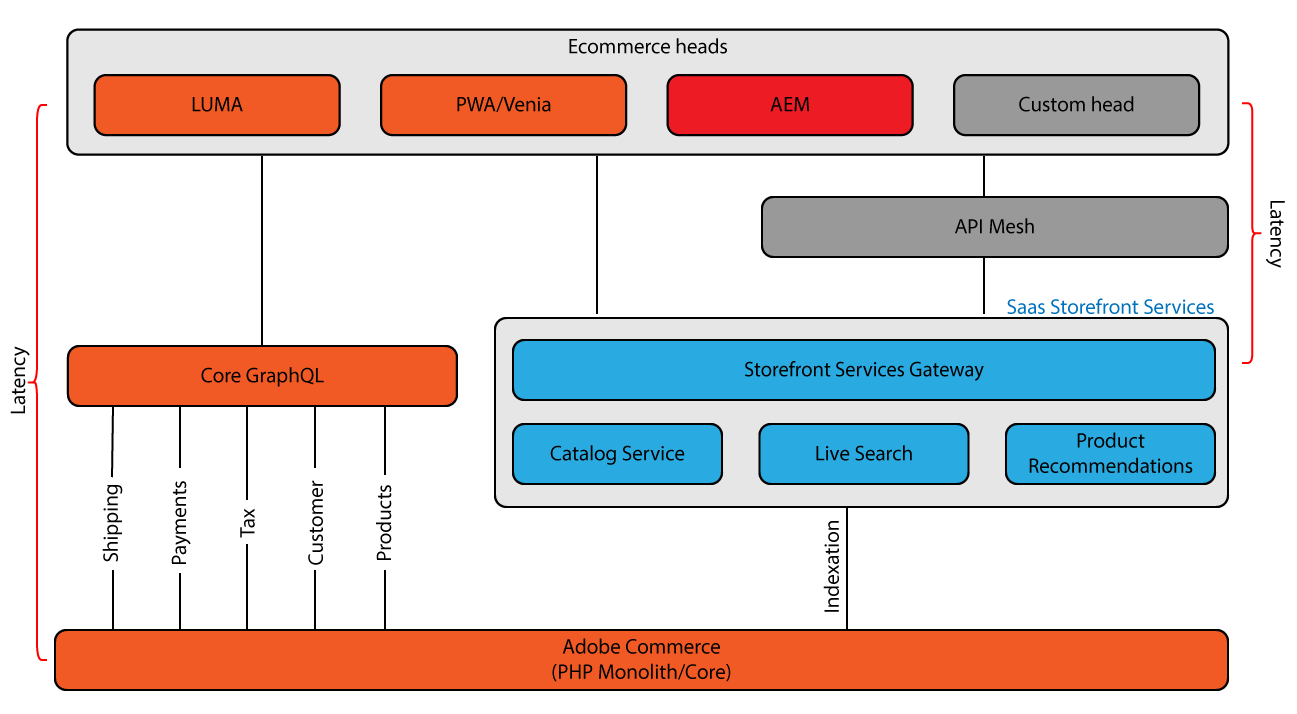 Ecommerce heads
LUMA
PWA/Venia
AEM
Custom head
API Mesh
Latency
Saas Storefront Services
Storefront Services Gateway
Latency
Core GraphQL
Catalog Service
Live Search
Product
Recommendations
Shipping
Payments
Tax
Customer
Products
Indexation
Adobe Commerce
(PHP Monolith/Core)